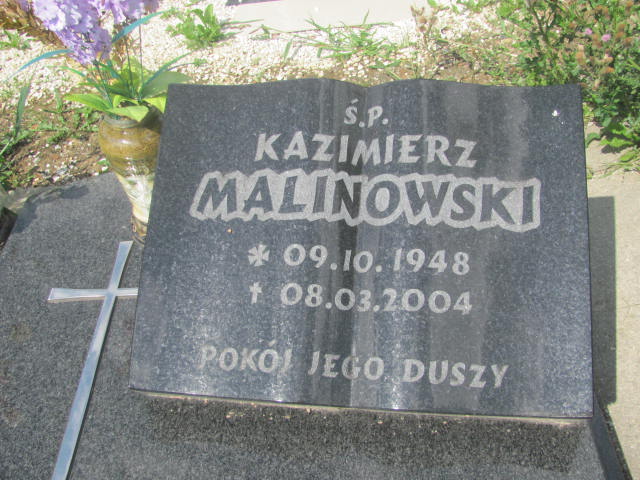 Ś.P.
KAZIMIERZ
MALINOWSKI
* 09.10.1948
† 08.03.2004
POKÓJ JEGO DUSZY